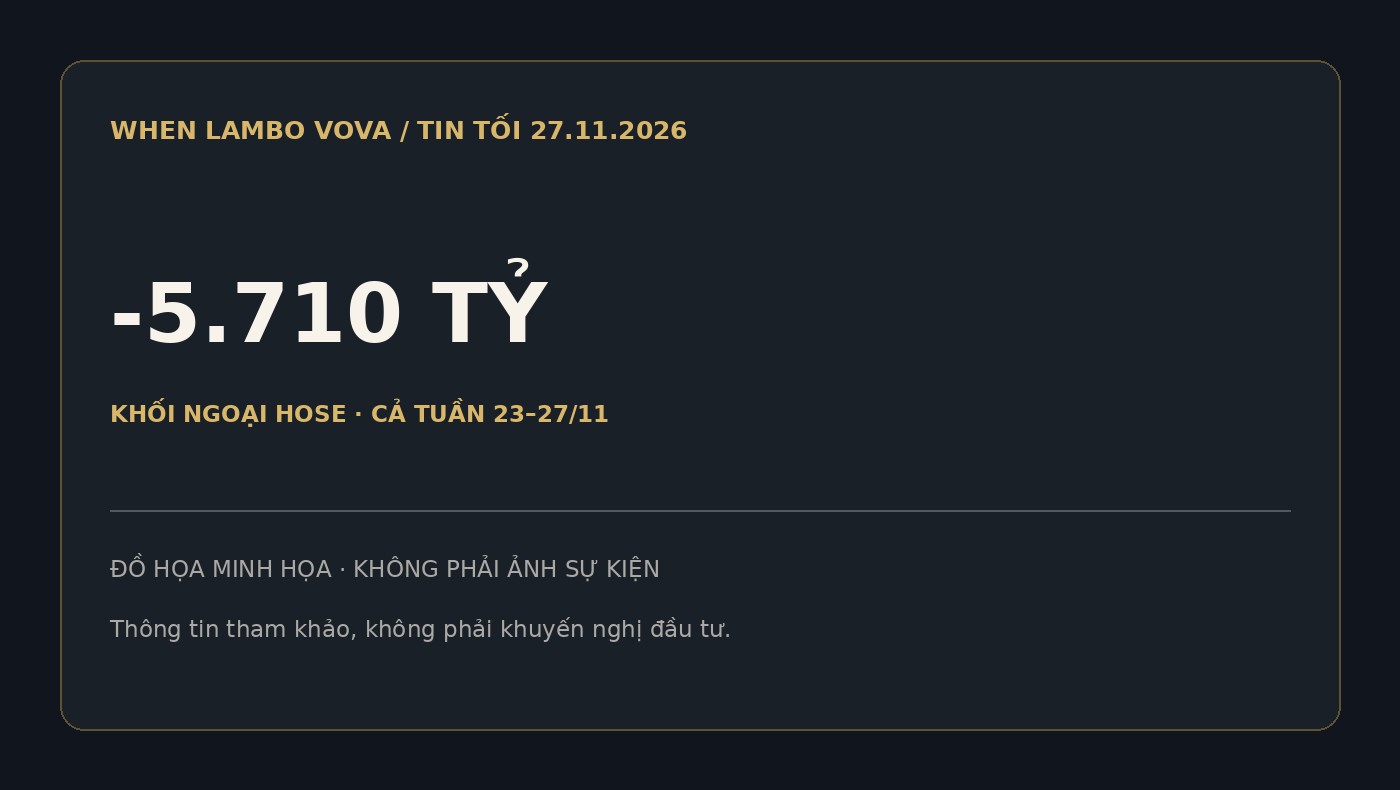 WHEN LAMBO VOVA / TIN TỐI 27.11.2026
-5.710 TỶ
KHỐI NGOẠI HOSE · CẢ TUẦN 23–27/11
ĐỒ HỌA MINH HỌA · KHÔNG PHẢI ẢNH SỰ KIỆN
Thông tin tham khảo, không phải khuyến nghị đầu tư.